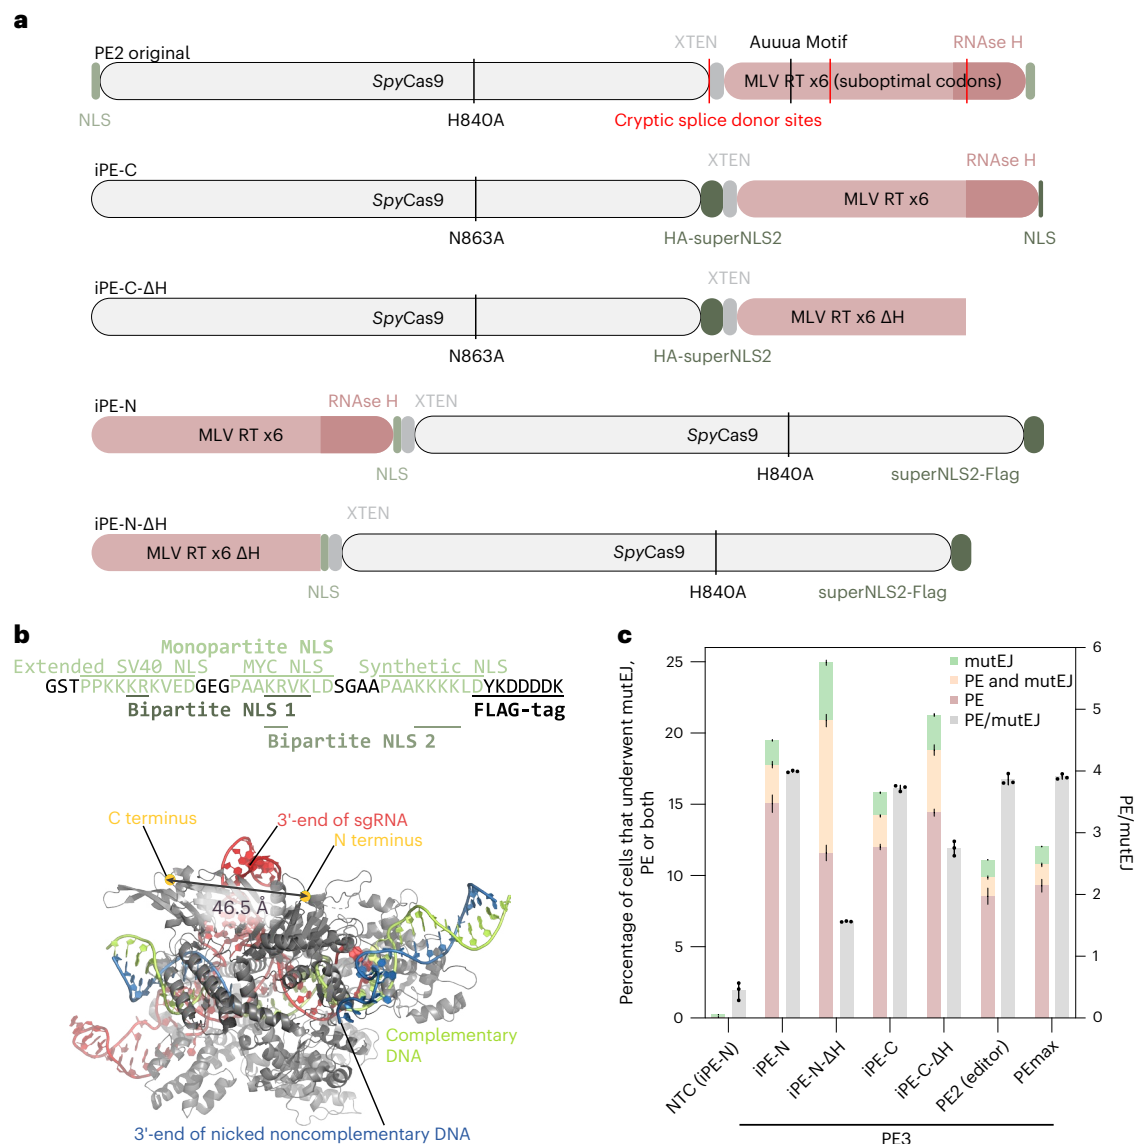 a
PE2 original
XTEN
Auuua Motif
RNAse H
SpyCas9
MLV RT x6 (suboptimal codons)
NLS
H840A
Cryptic splice donor sites
iPE-C
XTEN
RNAse H
SpyCas9
MLV RT x6
N863A
HA-superNLS2
NLS
iPE-C-ΔH
XTEN
SpyCas9
MLV RT x6 ΔH
N863A
HA-superNLS2
iPE-N
RNAse H
XTEN
MLV RT x6
SpyCas9
NLS
H840A
superNLS2-Flag
iPE-N-ΔH
XTEN
MLV RT x6 ΔH
SpyCas9
NLS
H840A
superNLS2-Flag
b
Monopartite NLS
Extended SV40 NLS
MYC NLS
Synthetic NLS
GSTPPKKKRKVEDGEGPAAKRVKLDSGAAPAAKKKKLDYKDDDDK
Bipartite NLS 1
FLAG-tag
Bipartite NLS 2
C terminus
3'-end of sgRNA
N terminus
46.5 Å
Complementary
DNA
3'-end of nicked noncomplementary DNA
c
Percentage of cells that underwent mutEJ,
PE or both
25
20
15
10
5
0
mutEJ
PE and mutEJ
PE
PE/mutEJ
6
5
4
3
2
1
0
PE/mutEJ
NTC (iPE-N)
iPE-N
iPE-N-ΔH
iPE-C
iPE-C-ΔH
PE2 (editor)
PEmax
PE3